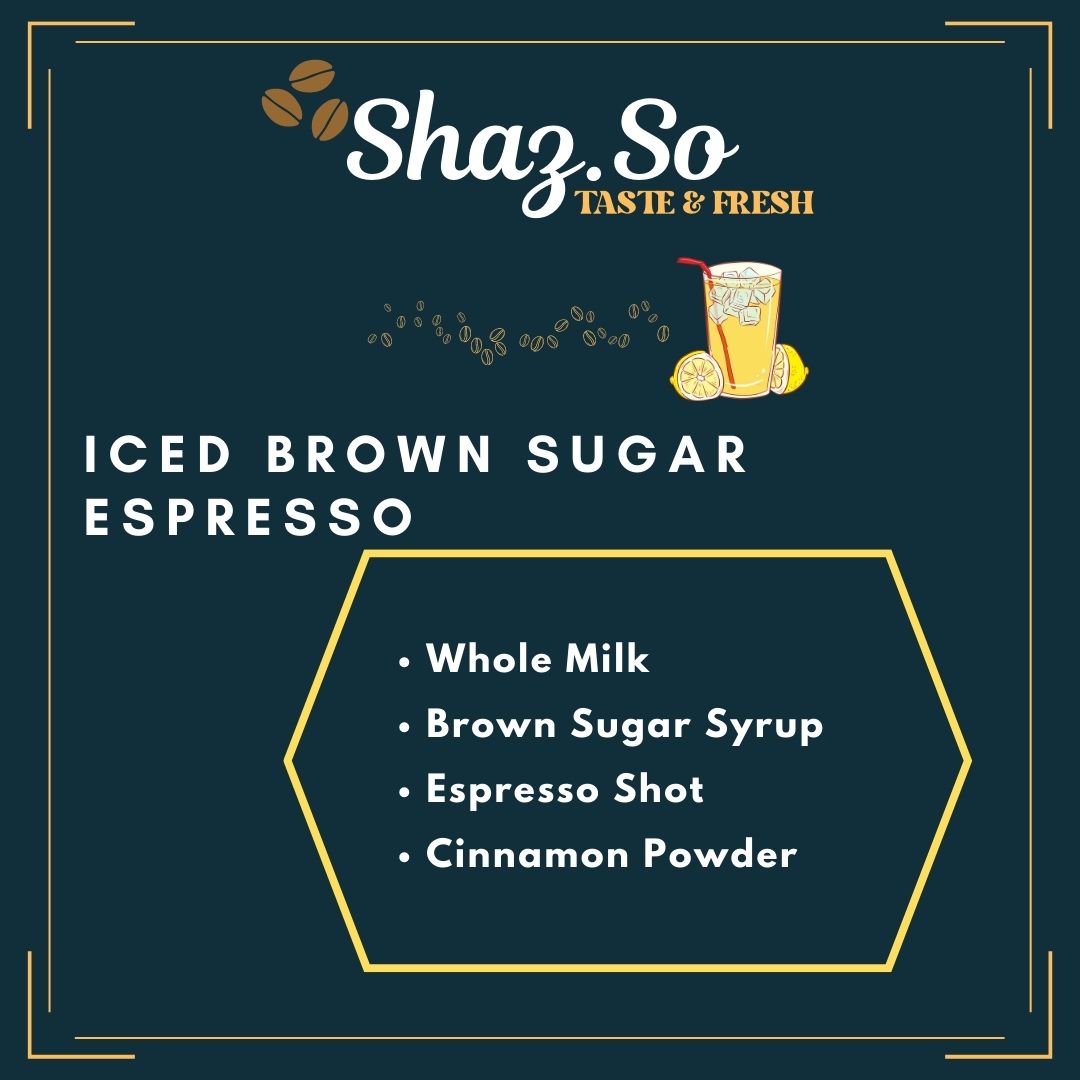 Shaz.So
TASTE & FRESH
ICED BROWN SUGAR
ESPRESSO
• Whole Milk
• Brown Sugar Syrup
• Espresso Shot
• Cinnamon Powder